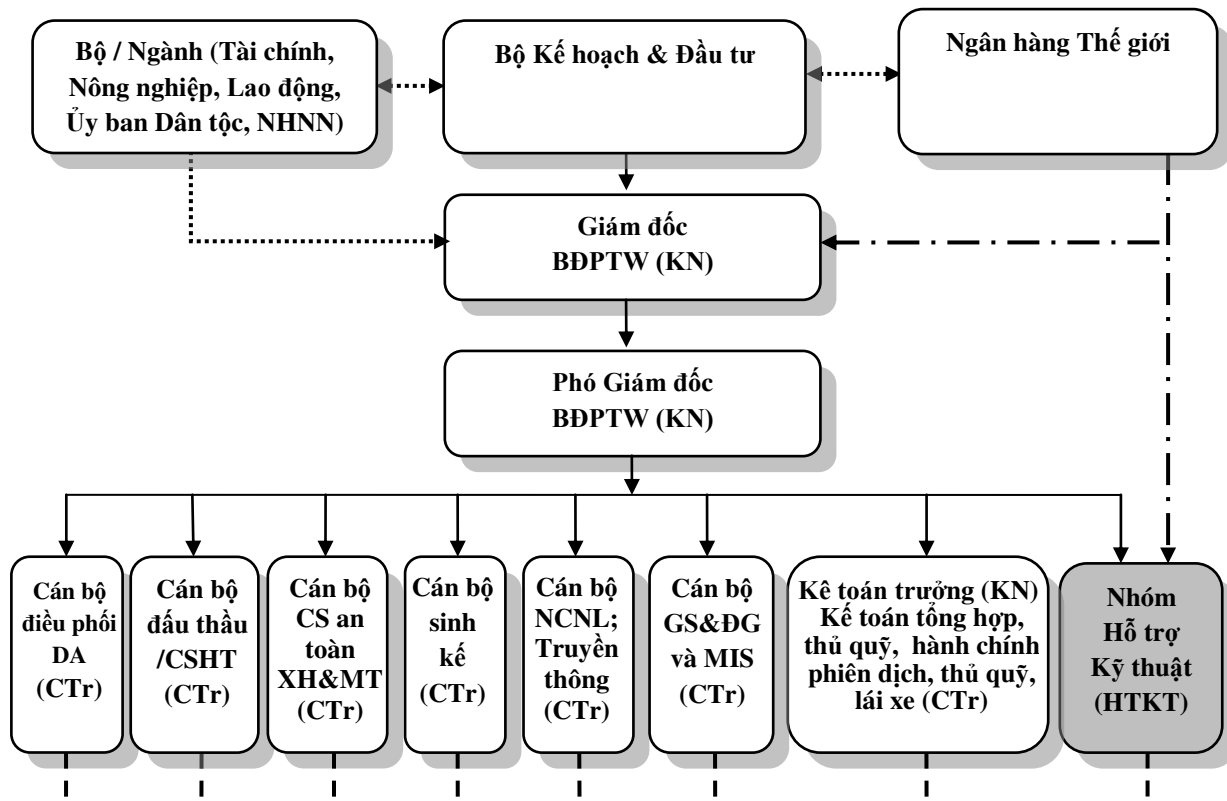 Bộ / Ngành (Tài chính,
Nông nghiệp, Lao động,
Ủy ban Dân tộc, NHNN)
Bộ Kế hoạch & Đầu tư
Ngân hàng Thế giới
Giám đốc
BĐPTW (KN)
Phó Giám đốc
BĐPTW (KN)
Cán bộ
điều phối
DA
(CTr)
Cán bộ
đấu thầu
/CSHT
(CTr)
Cán bộ
CS an
toàn
XH&MT
(CTr)
Cán bộ
sinh
kế
(CTr)
Cán bộ
NCNL;
Truyền
thông
(CTr)
Cán bộ
GS&ĐG
và MIS
(CTr)
Kê toán trưởng (KN)
Kế toán tổng hợp,
thủ quỹ, hành chính
phiên dịch, thủ quỹ,
lái xe (CTr)
Nhóm
Hỗ trợ
Kỹ thuật
(HTKT)